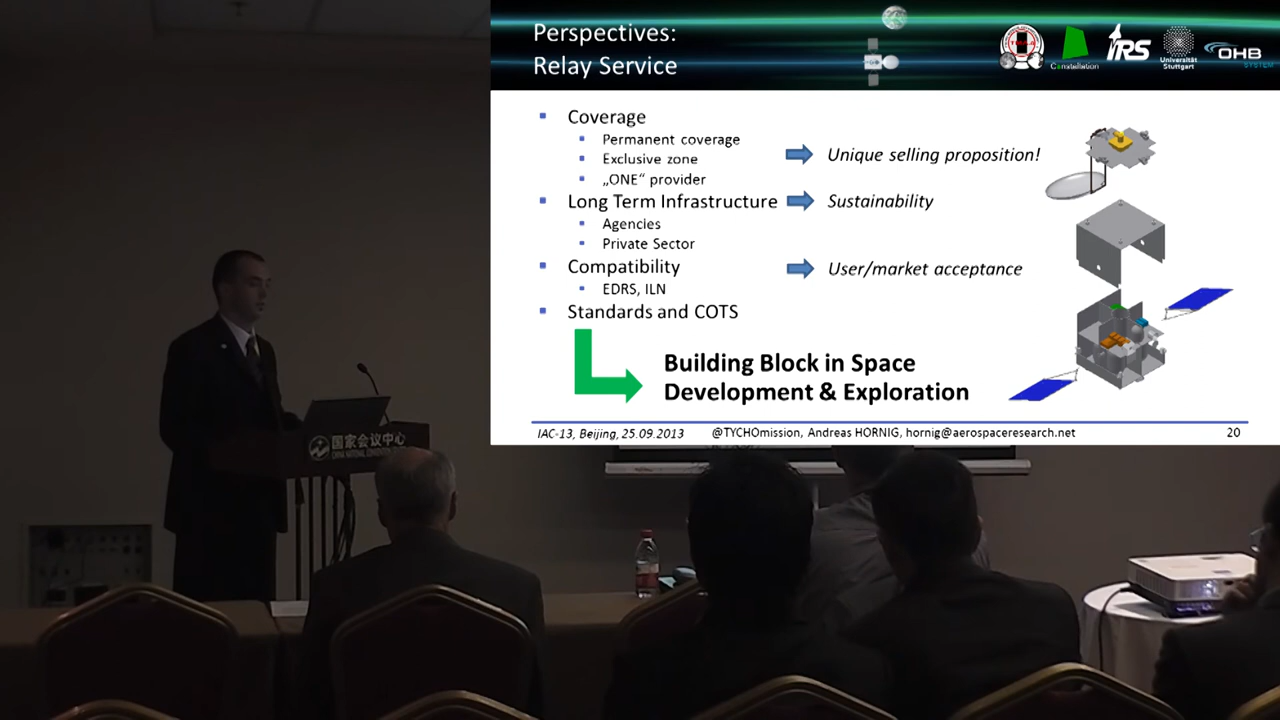 Perspectives:
Relay Service
Constellation
IRS
Universität
Stuttgart
OHB
SYSTEM
Coverage
Permanent coverage
Exclusive zone
„ONE“ provider
Unique selling proposition!
Long Term Infrastructure
Sustainability
Agencies
Private Sector
Compatibility
User/market acceptance
EDRS, ILN
Standards and COTS
Building Block in Space
Development & Exploration
IAC-13, Beijing, 25.09.2013
@TYCHOmission, Andreas HORNIG, hornig@aerospaceresearch.net
20
国家会议中心